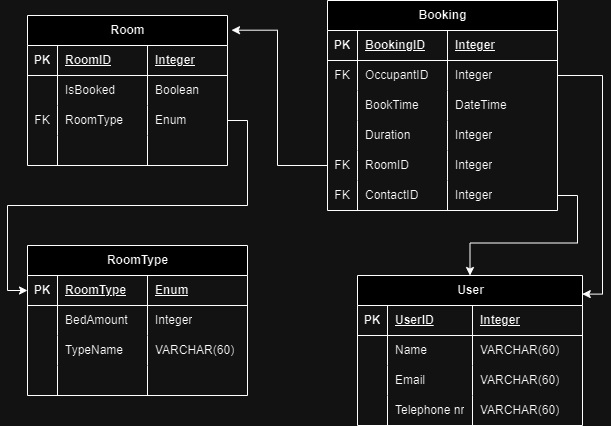 Room
PK RoomID Integer
IsBooked Boolean
FK RoomType Enum
Booking
PK BookingID Integer
FK OccupantID Integer
BookTime DateTime
Duration Integer
FK RoomID Integer
FK ContactID Integer
RoomType
PK RoomType Enum
BedAmount Integer
TypeName VARCHAR(60)
User
PK UserID Integer
Name VARCHAR(60)
Email VARCHAR(60)
Telephone nr VARCHAR(60)